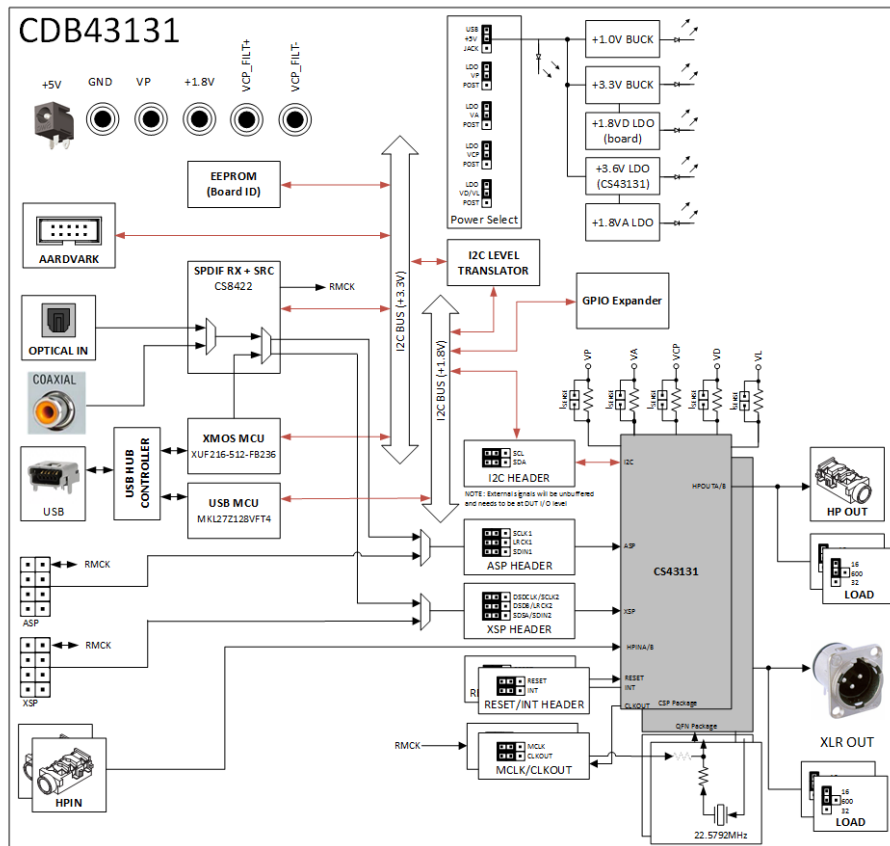 CDB43131
+5V
GND
VP
+1.8V
VCP_FILT+
VCP_FILT-
USB
+5V
JACK
LDO
VP
POST
LDO
VA
POST
LDO
VCP
POST
LDO
VD/VL
POST
Power Select
+1.0V BUCK
+3.3V BUCK
+1.8VD LDO
(board)
+3.6V LDO
(CS43131)
+1.8VA LDO
EEPROM
(Board ID)
AARDVARK
SPDIF RX + SRC
CS8422
RMCK
OPTICAL IN
COAXIAL
I2C BUS (+3.3V)
I2C LEVEL
TRANSLATOR
GPIO Expander
I2C BUS (+1.8V)
XMOS MCU
XUF216-512-FB236
USB HUB
CONTROLLER
USB
USB MCU
MKL27Z128VFT4
VP
VA
VCP
VD
VL
ISENSE
ISENSE
ISENSE
ISENSE
ISENSE
SCL
SDA
I2C HEADER
NOTE : External signals will be unbuffered
and needs to be at DUT I/O level
I2C
HPOUTA/B
HP OUT
16
600
32
LOAD
SCLK1
LRCK1
SDIN1
ASP HEADER
ASP
CS43131
RMCK
ASP
DSDCLK/SCLK2
DSDB/LRCK2
SDSA/SDIN2
XSP HEADER
XSP
RMCK
XSP
HPINA/B
RE
RESET
INT
RESET/INT HEADER
RESET
INT
CLKOUT
CSP Package
QFN Package
XLR OUT
HPIN
RMCK
MCLK
CLKOUT
MCLK/CLKOUT
22.5792MHz
16
600
32
LOAD